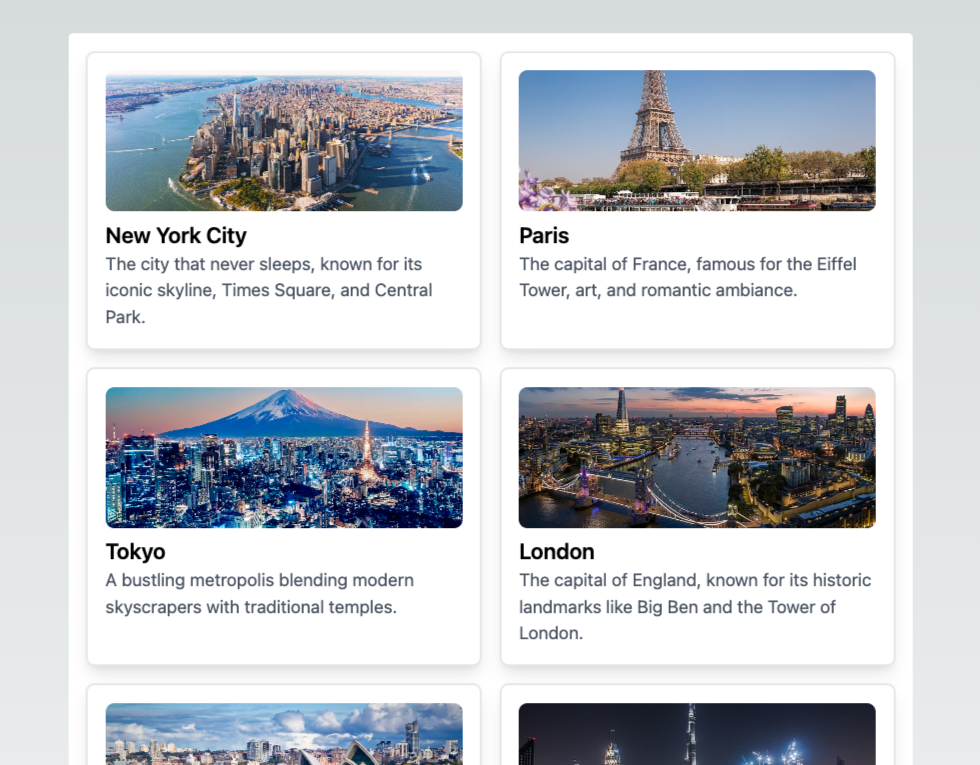 New York City
The city that never sleeps, known for its
iconic skyline, Times Square, and Central
Park.
Paris
The capital of France, famous for the Eiffel
Tower, art, and romantic ambiance.
Tokyo
A bustling metropolis blending modern
skyscrapers with traditional temples.
London
The capital of England, known for its historic
landmarks like Big Ben and the Tower of
London.